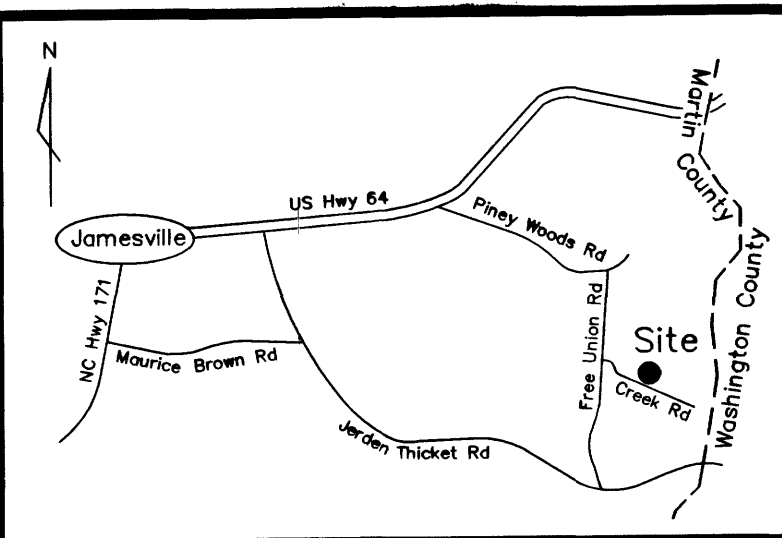 N
Martin
County
US Hwy 64
Piney Woods Rd
Jamesville
Washington County
NC Hwy 171
Free Union Rd
Site
Maurice Brown Rd
Creek Rd
Jerden Thicket Rd